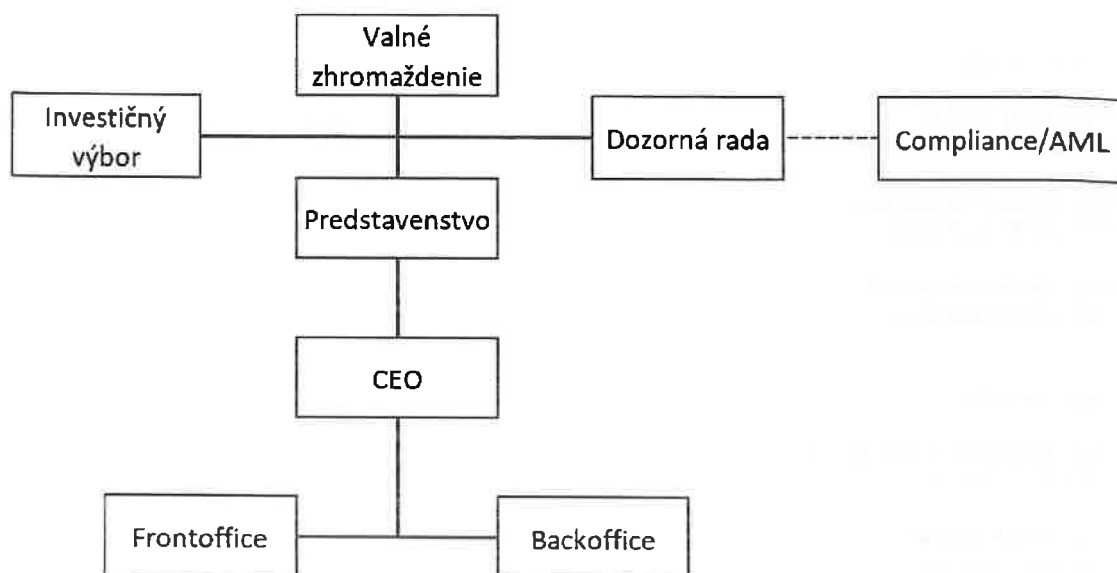 Valné
zhromaždenie
Investičný
výbor
Dozorná rada
Compliance/AML
Predstavenstvo
CEO
Frontoffice
Backoffice